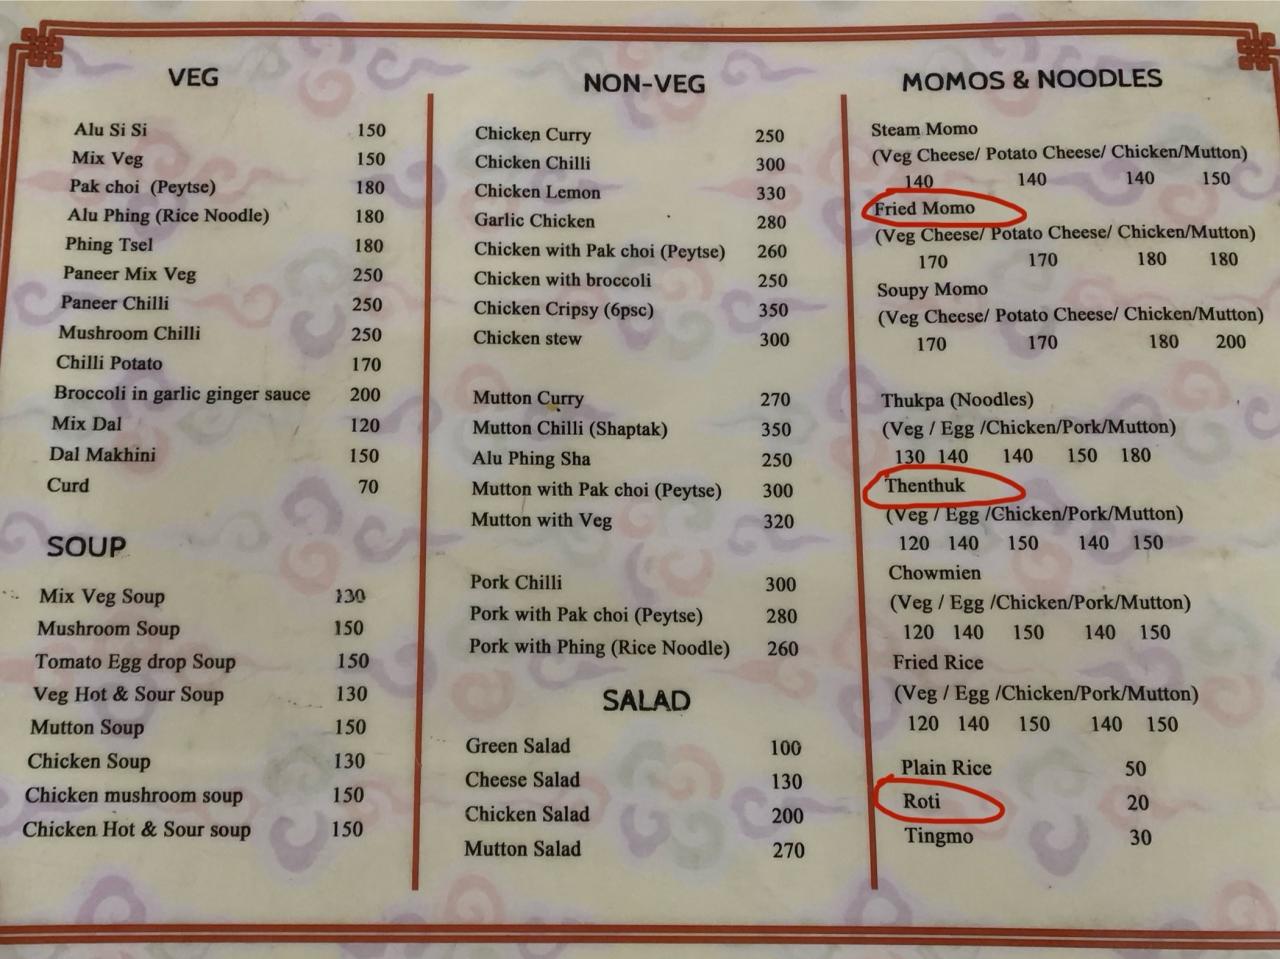 VEG
Alu Si Si 150
Mix Veg 150
Pak choi (Peytse) 180
Alu Phing (Rice Noodle) 180
Phing Tsel 180
Paneer Mix Veg 250
Paneer Chilli 250
Mushroom Chilli 250
Chilli Potato 170
Broccoli in garlic ginger sauce 200
Mix Dal 120
Dal Makhini 150
Curd 70
SOUP
Mix Veg Soup 130
Mushroom Soup 150
Tomato Egg drop Soup 150
Veg Hot & Sour Soup 130
Mutton Soup 150
Chicken Soup 130
Chicken mushroom soup 150
Chicken Hot & Sour soup 150
NON-VEG
Chicken Curry 250
Chicken Chilli 300
Chicken Lemon 330
Garlic Chicken 280
Chicken with Pak choi (Peytse) 260
Chicken with broccoli 250
Chicken Cripsy (6psc) 350
Chicken stew 300
Mutton Curry 270
Mutton Chilli (Shaptak) 350
Alu Phing Sha 250
Mutton with Pak choi (Peytse) 300
Mutton with Veg 320
Pork Chilli 300
Pork with Pak choi (Peytse) 280
Pork with Phing (Rice Noodle) 260
SALAD
Green Salad 100
Cheese Salad 130
Chicken Salad 200
Mutton Salad 270
MOMOS & NOODLES
Steam Momo
(Veg Cheese/ Potato Cheese/ Chicken/Mutton)
140 140 140 150
Fried Momo
(Veg Cheese/ Potato Cheese/ Chicken/Mutton)
170 170 180 180
Soupy Momo
(Veg Cheese/ Potato Cheese/ Chicken/Mutton)
170 170 180 200
Thukpa (Noodles)
(Veg / Egg /Chicken/Pork/Mutton)
130 140 140 150 180
Thenthuk
(Veg / Egg /Chicken/Pork/Mutton)
120 140 150 140 150
Chowmien
(Veg / Egg /Chicken/Pork/Mutton)
120 140 150 140 150
Fried Rice
(Veg / Egg /Chicken/Pork/Mutton)
120 140 150 140 150
Plain Rice 50
Roti 20
Tingmo 30